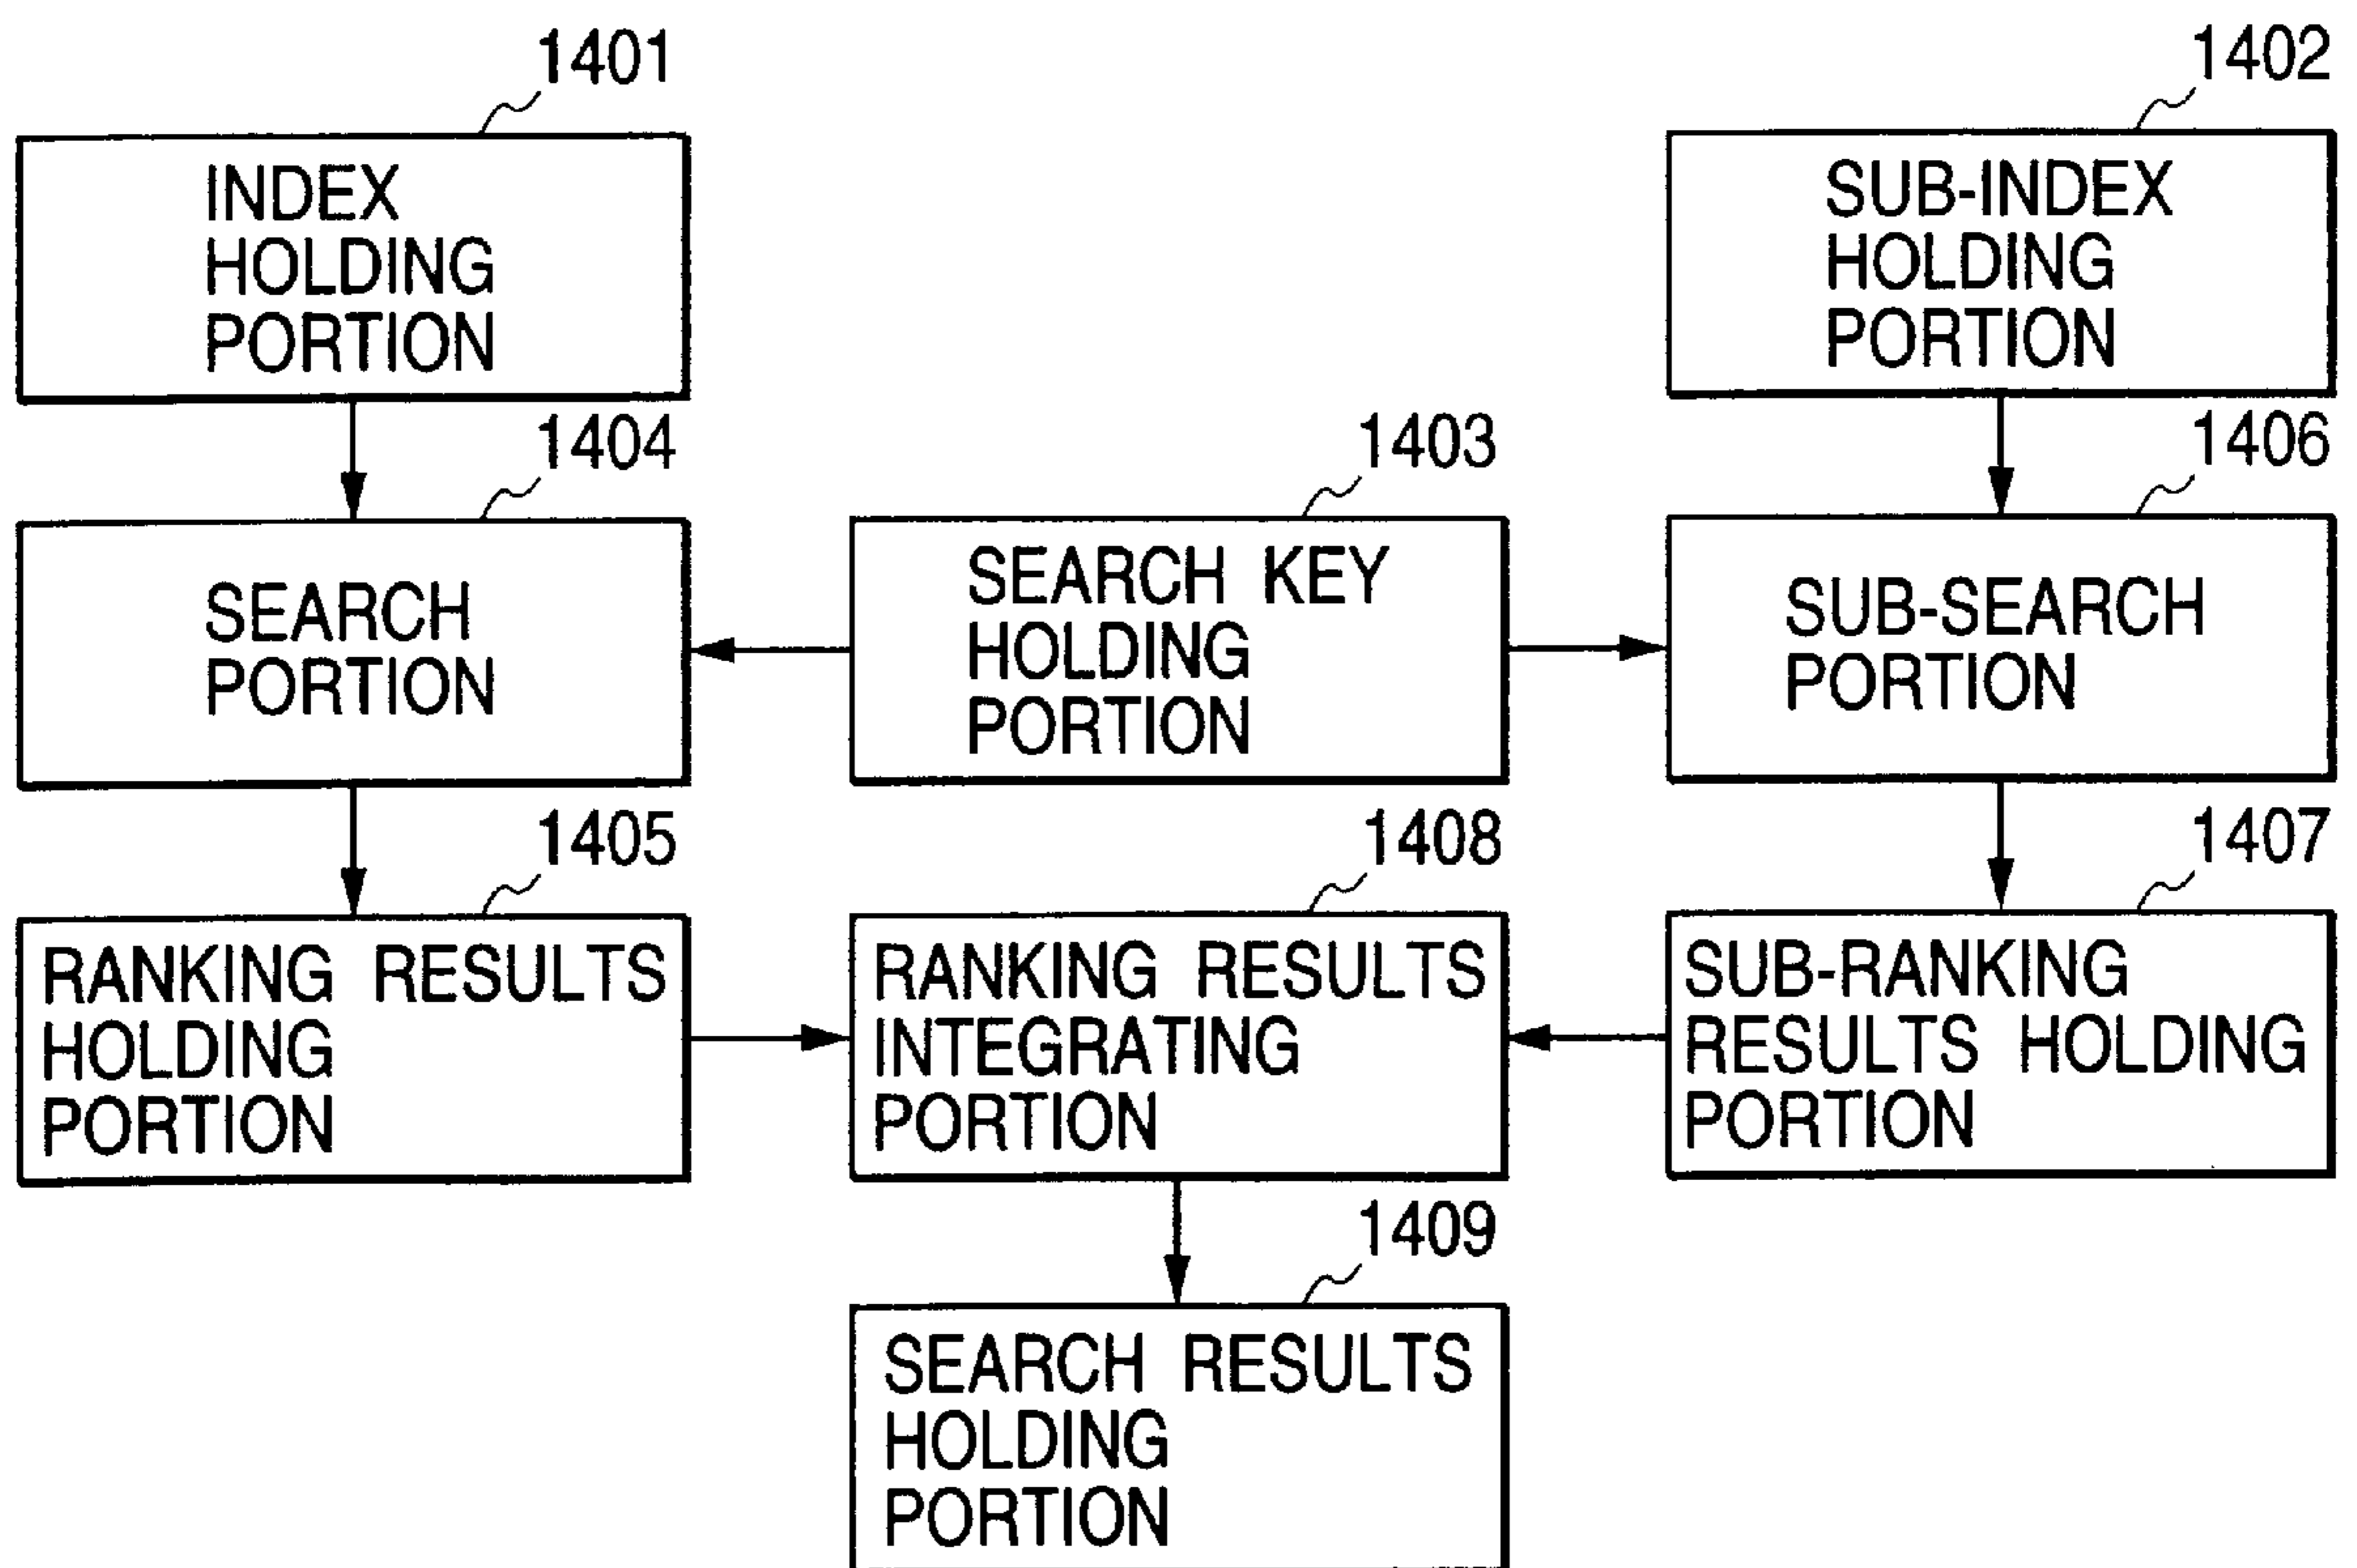 1401
INDEX
HOLDING
PORTION
1402
SUB-INDEX
HOLDING
PORTION
1404
SEARCH
PORTION
1403
SEARCH KEY
HOLDING
PORTION
1406
SUB-SEARCH
PORTION
1405
RANKING RESULTS
HOLDING
PORTION
1408
RANKING RESULTS
INTEGRATING
PORTION
1407
SUB-RANKING
RESULTS HOLDING
PORTION
1409
SEARCH RESULTS
HOLDING
PORTION